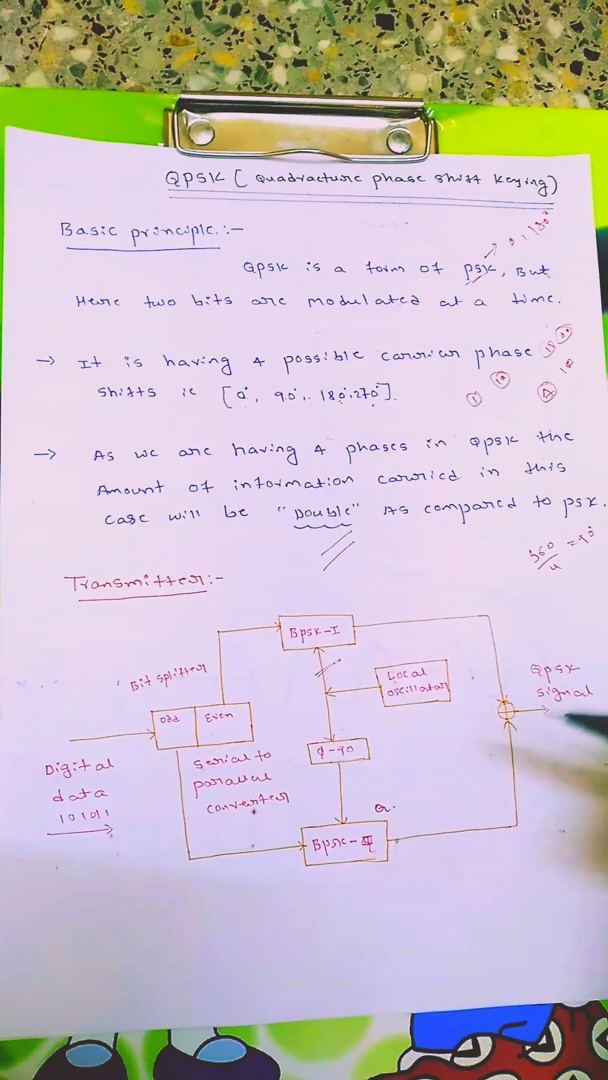 QPSK ( Quadracture phase shift keying)
Basic principle:-
→ 0, 180°
QPSK is a form of PSK, But
Here two bits are modulated at a time.
→ It is having 4 possible carrier phase
shifts ie [0°, 90°, 180°, 270°].
→ As we are having 4 phases in QPSK the
Amount of information carried in this
case will be "Double" As compared to PSK.
360/4 = 90°
Transmitter:-
BPSK-I
Bit splitter
Local
oscillator
QPSK
signal
odd Even
ϕ-90
Digital
data
101011
serial to
parallel
converter
Q.
BPSK-II